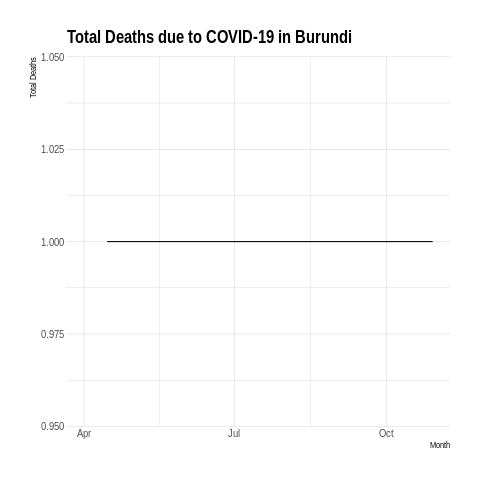 Total Deaths due to COVID-19 in Burundi
Total Deaths
1.050
1.025
1.000
0.975
0.950
Apr Jul Oct
Month